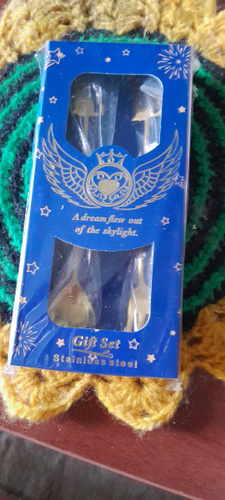 A dream flew out
of the skylight.
Gift Set
Stainless steel